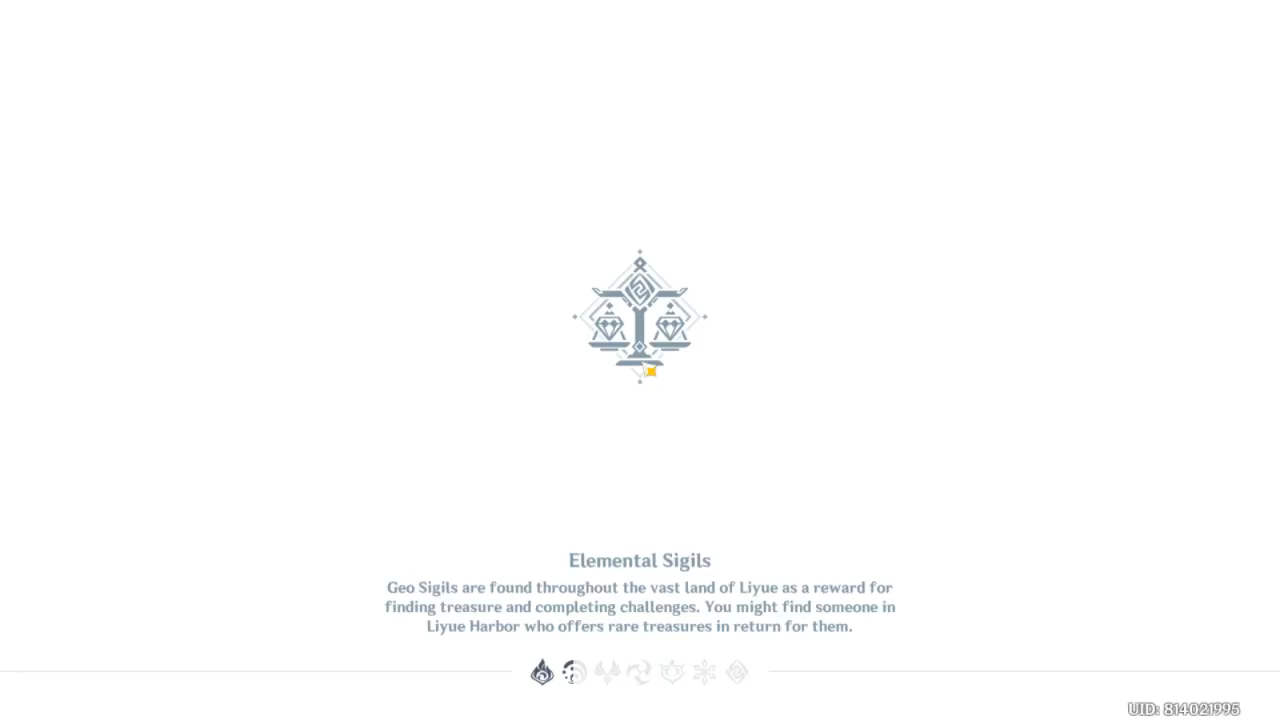 Elemental Sigils
Geo Sigils are found throughout the vast land of Liyue as a reward for
finding treasure and completing challenges. You might find someone in
Liyue Harbor who offers rare treasures in return for them.
UID: 814021995